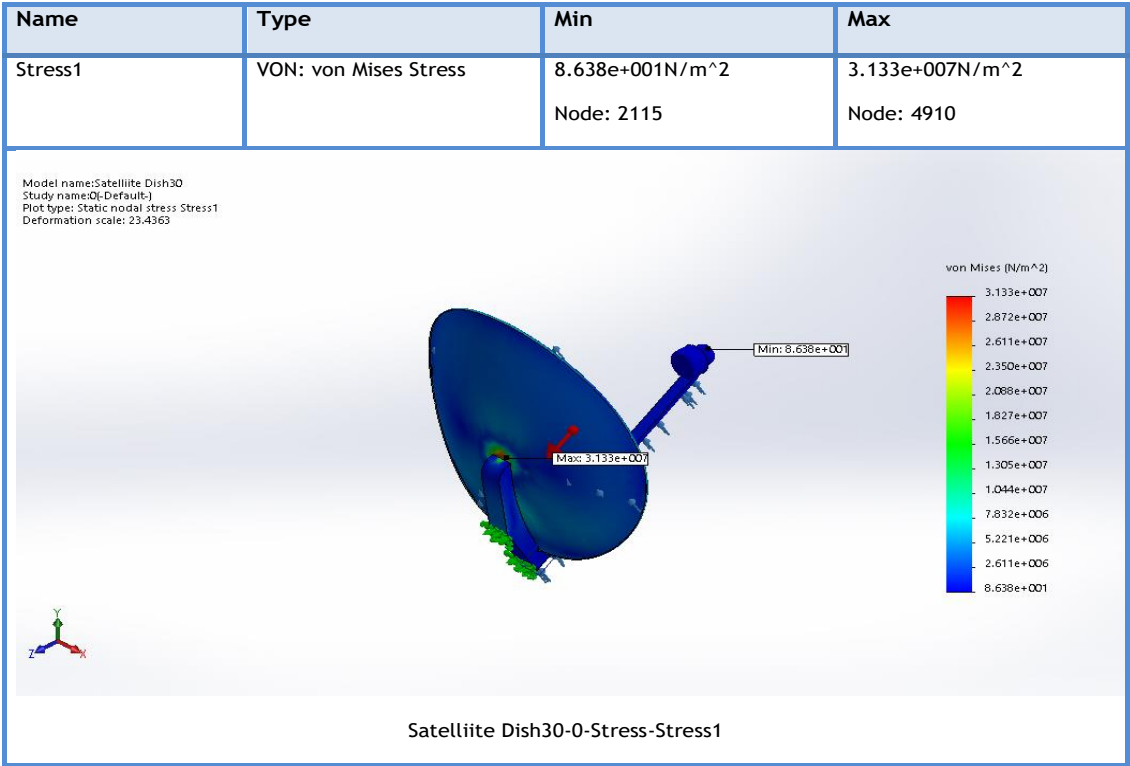 Name Type Min Max
Stress1 VON: von Mises Stress 8.638e+001N/m^2 3.133e+007N/m^2
Node: 2115 Node: 4910
Model name:Satelliite Dish30
Study name:0(-Default-)
Plot type: Static nodal stress Stress1
Deformation scale: 23.4363
von Mises (N/m^2)
3.133e+007
2.872e+007
2.611e+007
2.350e+007
2.088e+007
1.827e+007
1.566e+007
1.305e+007
1.044e+007
7.832e+006
5.221e+006
2.611e+006
8.638e+001
Min: 8.638e+001
Max: 3.133e+007
Y
Z X
Satelliite Dish30-0-Stress-Stress1